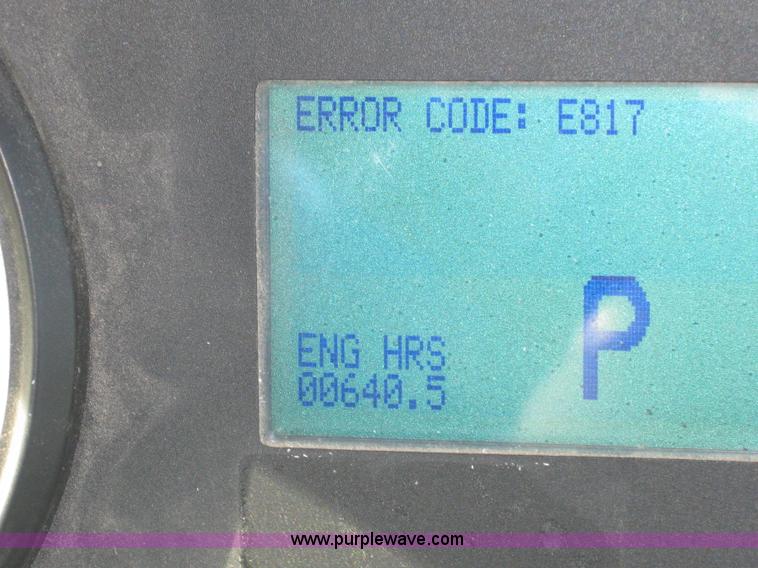 ERROR CODE: E817
P
ENG HRS
00640.5
www.purplewave.com